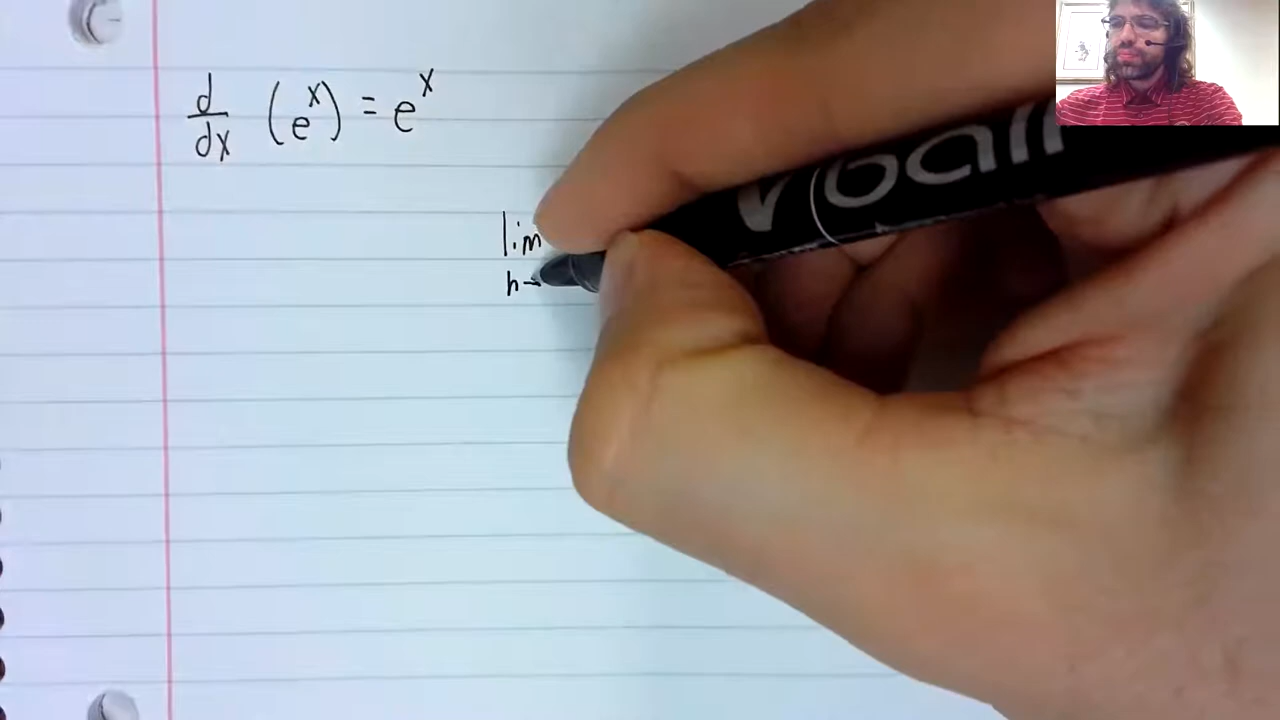 d/dx (e^x) = e^x
lim
h→